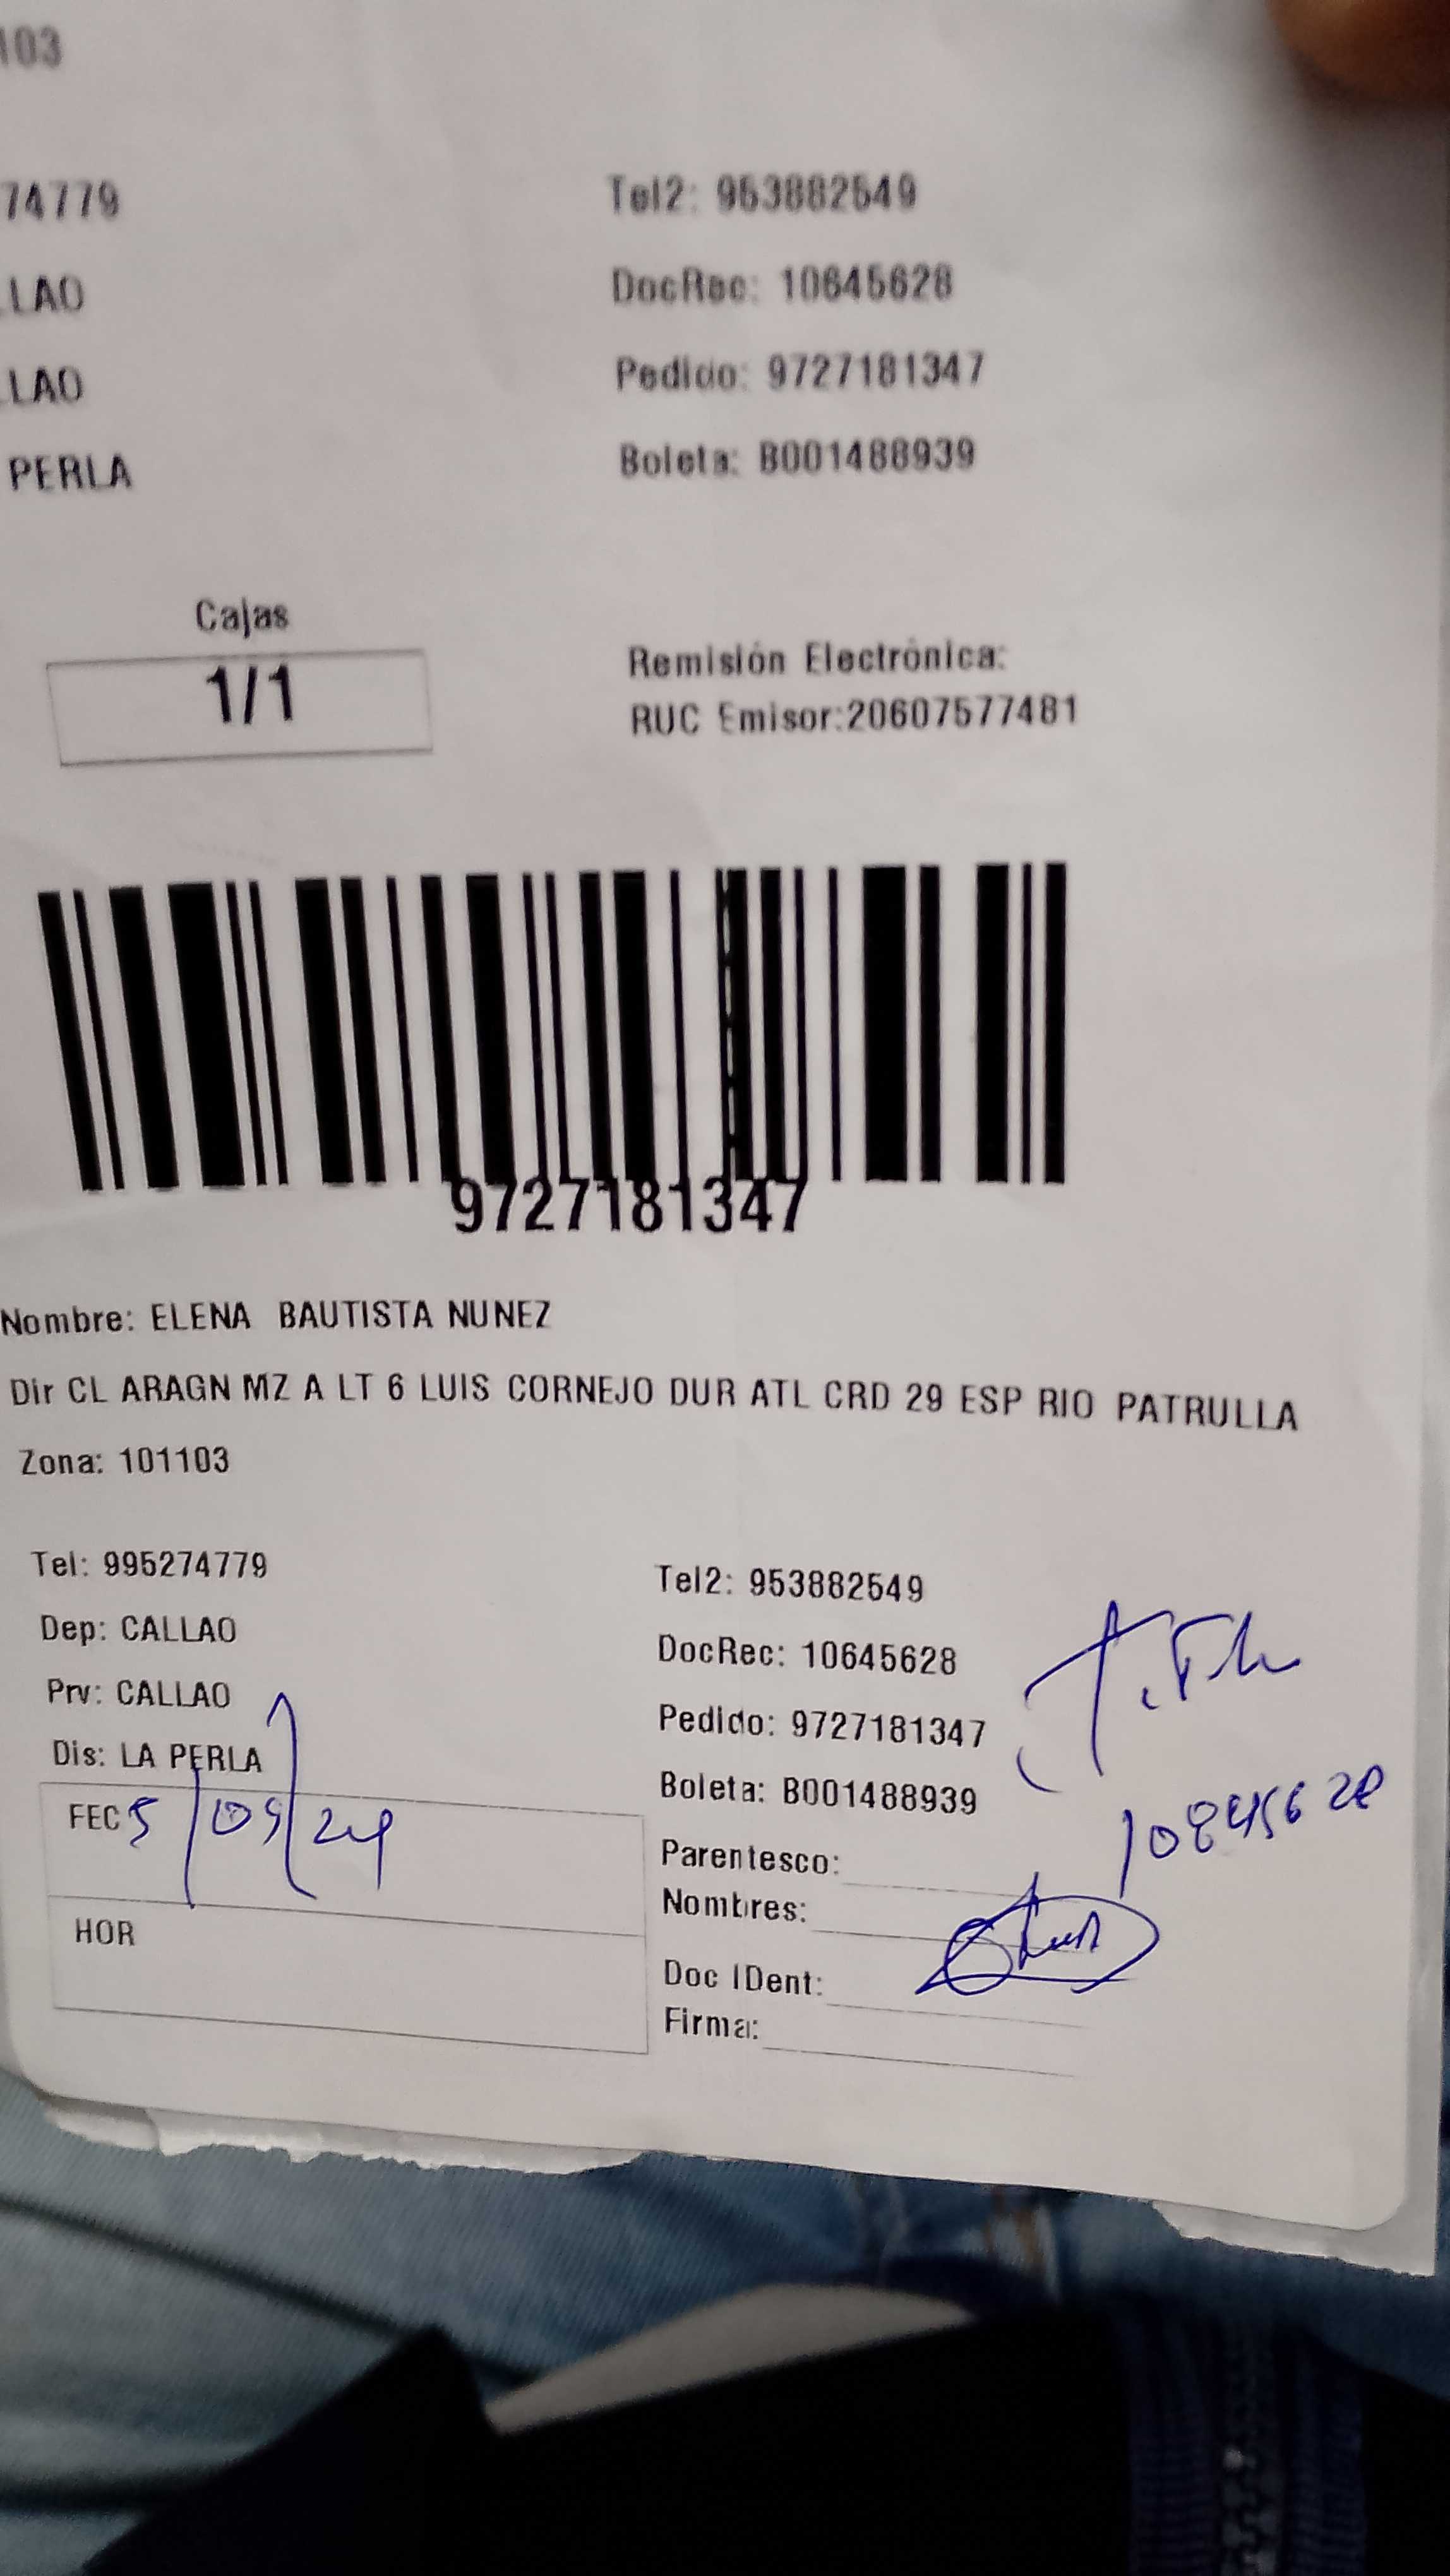 103
74779
Tel2: 953882549
LAO
DocRec: 10645628
LAO
Pedido: 9727181347
PERLA
Boleta: B001488939
Cajas
1/1
Remisión Electrónica:
RUC Emisor:20607577481
9727181347
Nombre: ELENA BAUTISTA NUNEZ
Dir CL ARAGN MZ A LT 6 LUIS CORNEJO DUR ATL CRD 29 ESP RIO PATRULLA
Zona: 101103
Tel: 995274779
Tel2: 953882549
Dep: CALLAO
DocRec: 10645628
Prv: CALLAO
Pedido: 9727181347
Dis: LA PERLA
Boleta: B001488939
FEC 5/09/24
Parentesco:
Nombres:
HOR
Doc IDent:
Firma: